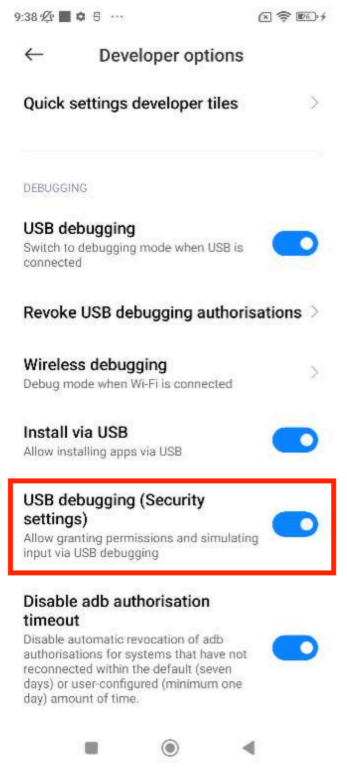 9:38
Developer options
Quick settings developer tiles
DEBUGGING
USB debugging
Switch to debugging mode when USB is
connected
Revoke USB debugging authorisations
Wireless debugging
Debug mode when Wi-Fi is connected
Install via USB
Allow installing apps via USB
USB debugging (Security
settings)
Allow granting permissions and simulating
input via USB debugging
Disable adb authorisation
timeout
Disable automatic revocation of adb
authorisations for systems that have not
reconnected within the default (seven
days) or user-configured (minimum one
day) amount of time.